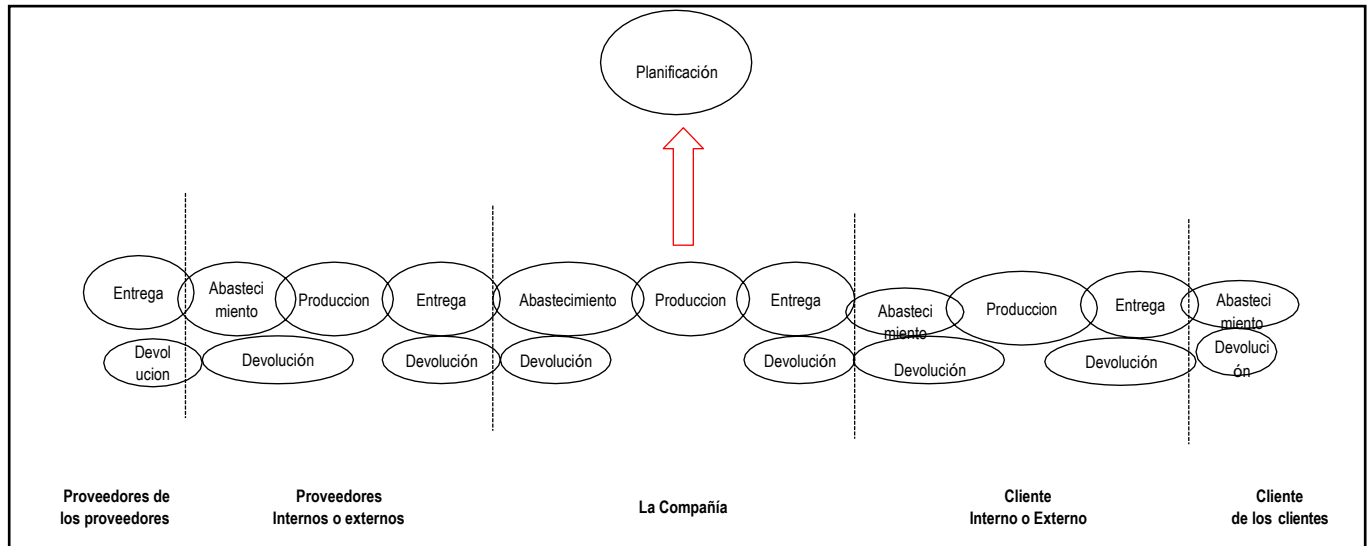 Planificación
Entrega
Abasteci
miento
Produccion
Entrega
Abastecimiento
Produccion
Entrega
Abasteci
miento
Produccion
Entrega
Abasteci
miento
Devol
ucion
Devolución
Devolución
Devolución
Devolución
Devolución
Devolución
Devoluci
ón
Proveedores de
los proveedores
Proveedores
Internos o externos
La Compañía
Cliente
Interno o Externo
Cliente
de los clientes